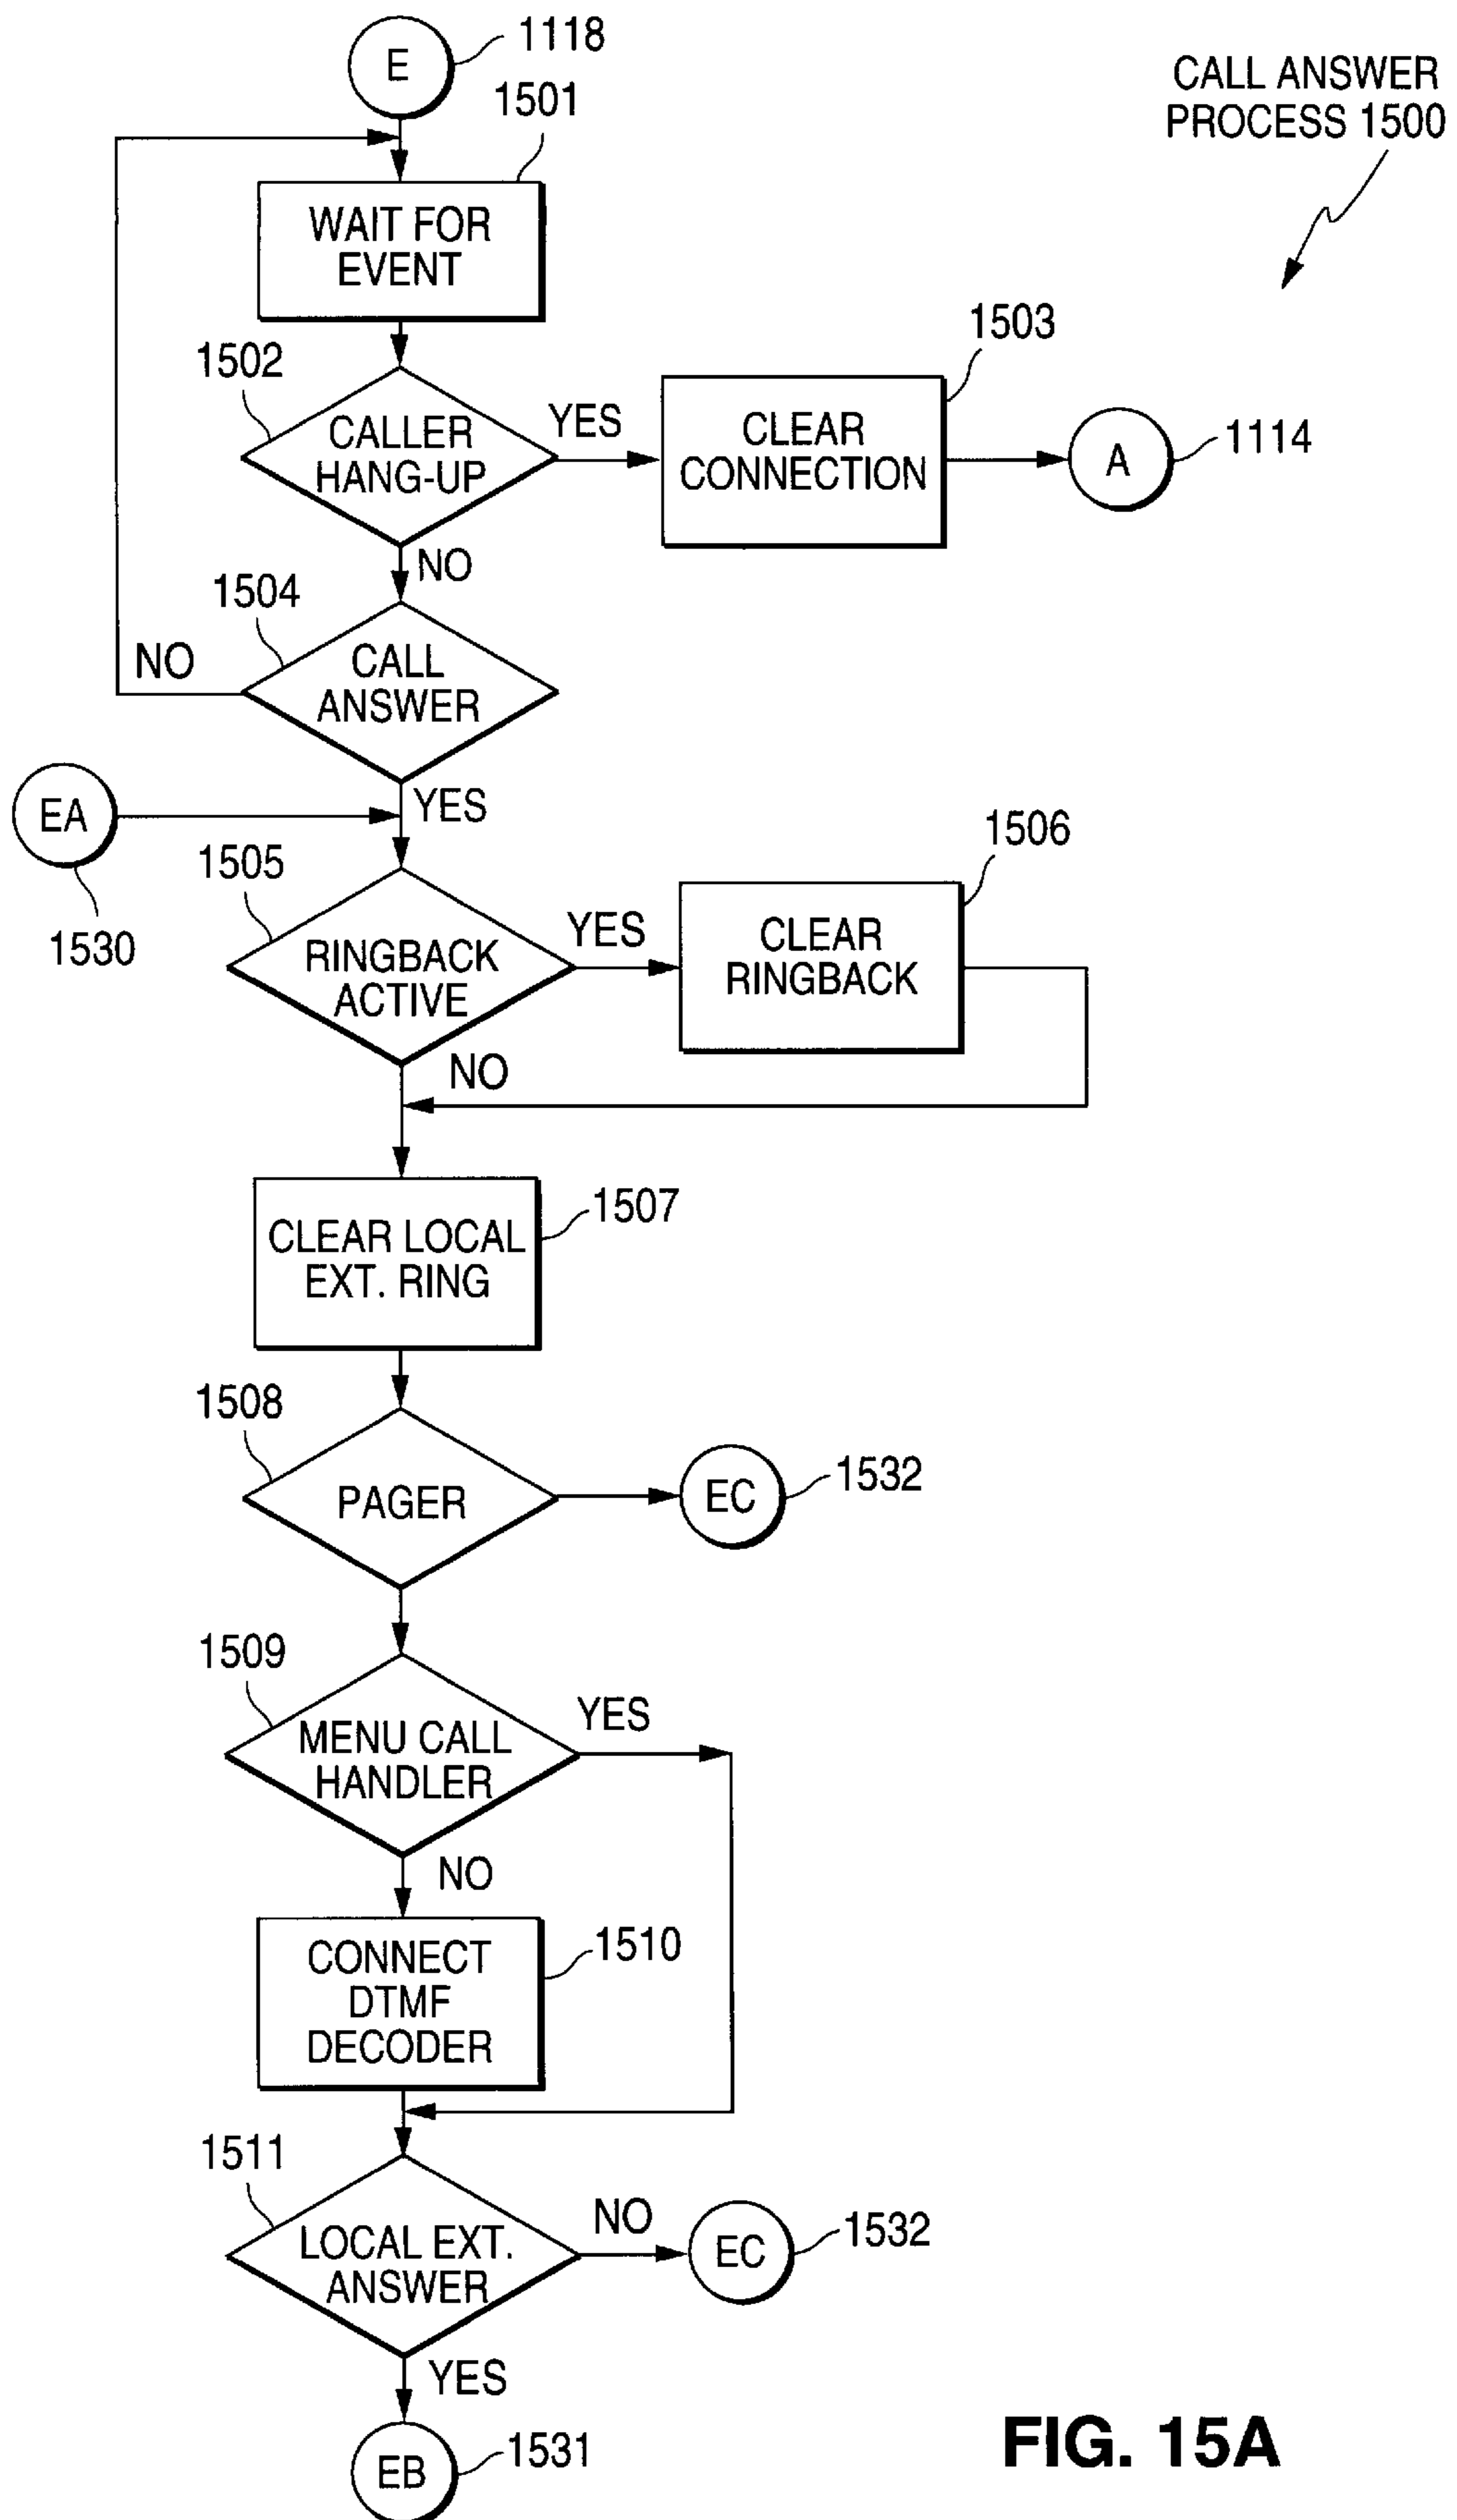 E
1118
CALL ANSWER
PROCESS 1500
1501
WAIT FOR
EVENT
1502
CALLER
HANG-UP
YES
1503
CLEAR
CONNECTION
A
1114
NO
1504
CALL
ANSWER
NO
YES
EA
1530
1505
RINGBACK
ACTIVE
YES
1506
CLEAR
RINGBACK
NO
CLEAR LOCAL
EXT. RING
1507
1508
PAGER
EC
1532
1509
MENU CALL
HANDLER
YES
NO
CONNECT
DTMF
DECODER
1510
1511
LOCAL EXT.
ANSWER
NO
EC
1532
YES
EB
1531
FIG. 15A